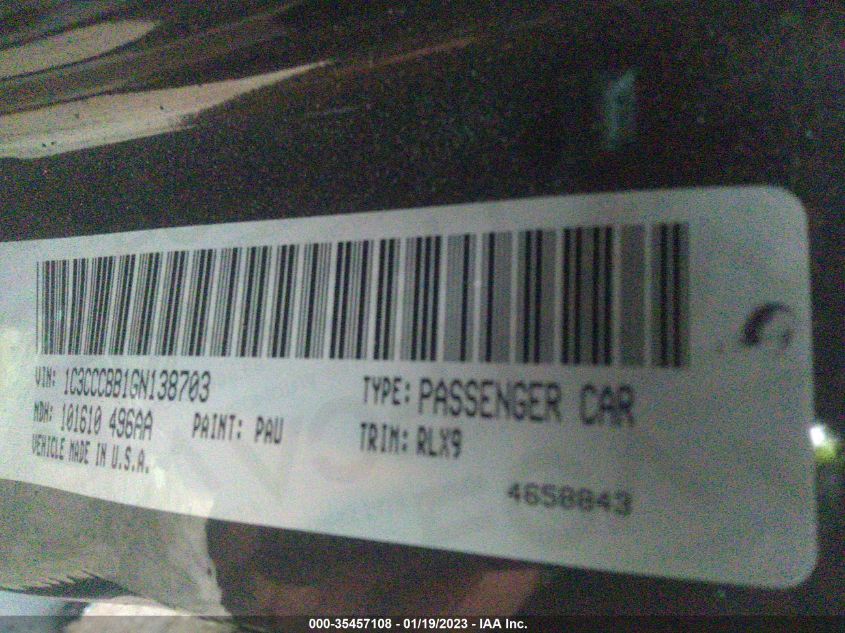 VIN: 1C3CCCBB1GN138703 TYPE: PASSENGER CAR
MDH: 101610 496AA PAINT: PAU TRIM: RLX9
VEHICLE MADE IN U.S.A.
4658843
000-35457108 - 01/19/2023 - IAA Inc.